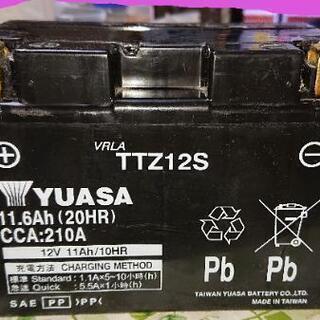 VRLA
TTZ12S
YUASA
11.6Ah(20HR)
CCA:210A
12V 11Ah/10HR
充電方法 CHARGING METHOD
標準 Standard : 1.1A×5~10小時(h)
急速 Quick : 5.5A×1小時(h)
SAE PP >PP<
Pb Pb
TAIWAN YUASA BATTERY CO.,LTD.
MADE IN TAIWAN